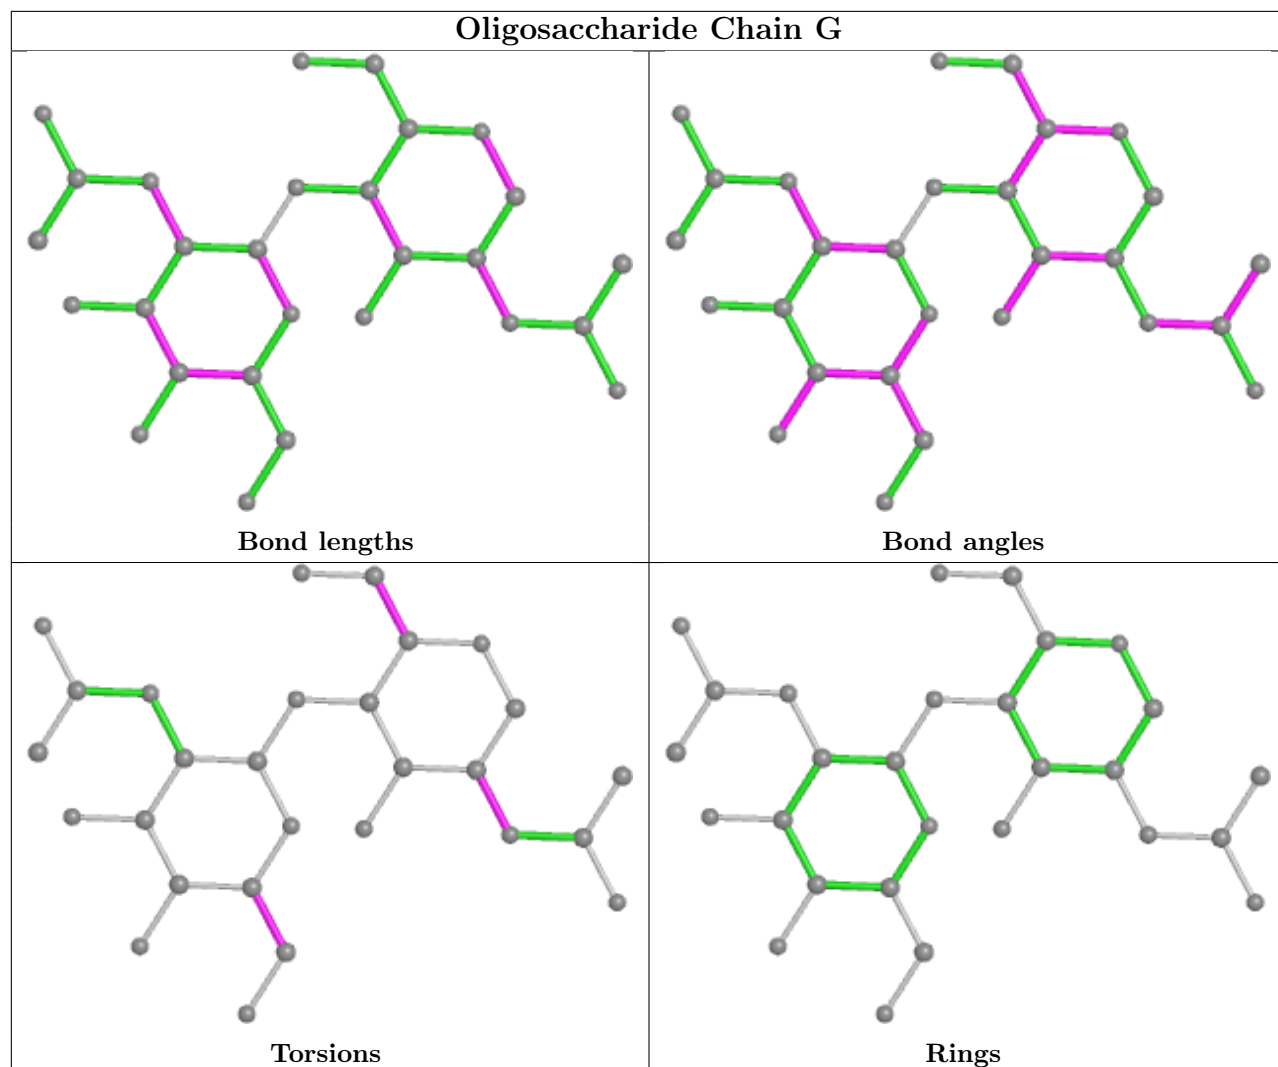 Oligosaccharide Chain G
Bond lengths
Bond angles
Torsions
Rings